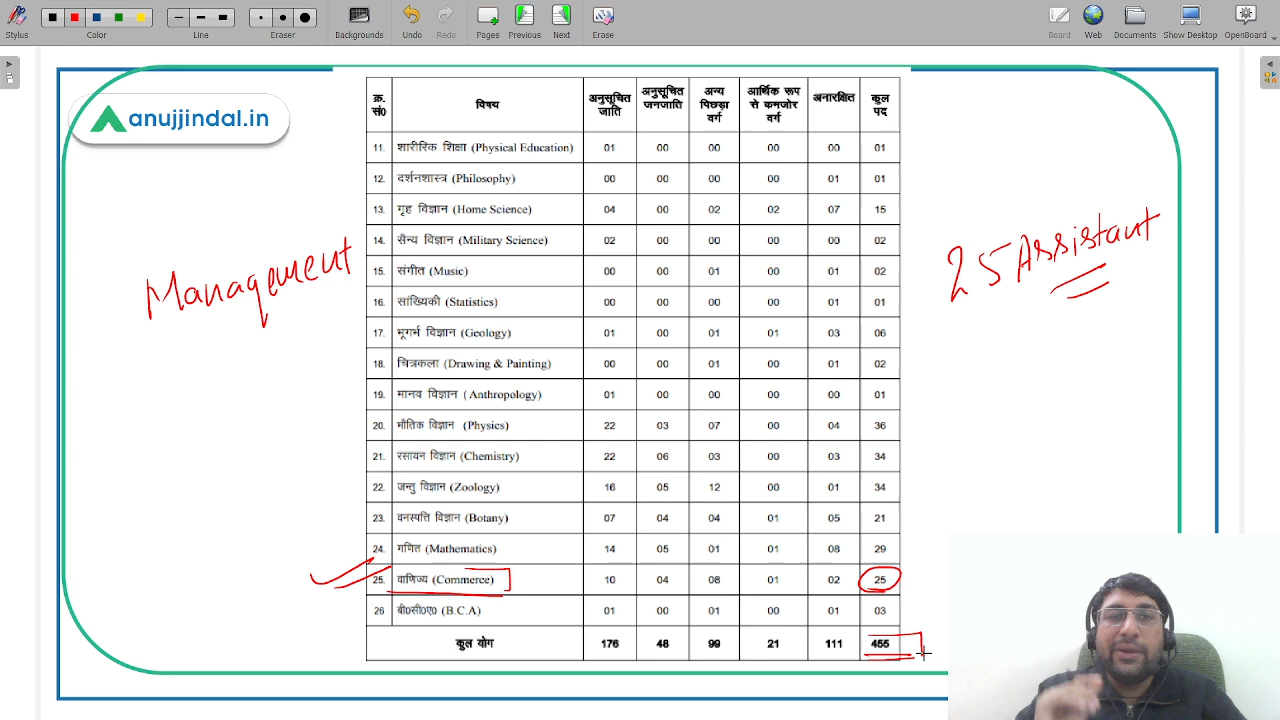 Stylus Color Line Eraser Backgrounds Undo Redo Pages Previous Next Erase Board Web Documents Show Desktop OpenBoard
anujjindal.in
क्र. सं0 विषय अनुसूचित जाति अनुसूचित जनजाति अन्य पिछड़ा वर्ग आर्थिक रूप से कमजोर वर्ग अनारक्षित कुल पद
11. शारीरिक शिक्षा (Physical Education) 01 00 00 00 00 01
12. दर्शनशास्त्र (Philosophy) 00 00 00 00 01 01
13. गृह विज्ञान (Home Science) 04 00 02 02 07 15
14. सैन्य विज्ञान (Military Science) 02 00 00 00 00 02
15. संगीत (Music) 00 00 01 00 01 02
16. सांख्यिकी (Statistics) 00 00 00 00 01 01
17. भूगर्भ विज्ञान (Geology) 01 00 01 01 03 06
18. चित्रकला (Drawing & Painting) 00 00 01 00 01 02
19. मानव विज्ञान ( Anthropology) 01 00 00 00 00 01
20. भौतिक विज्ञान (Physics) 22 03 07 00 04 36
21. रसायन विज्ञान (Chemistry) 22 06 03 00 03 34
22. जन्तु विज्ञान (Zoology) 16 05 12 00 01 34
23. वनस्पत्ति विज्ञान (Botany) 07 04 04 01 05 21
24. गणित (Mathematics) 14 05 01 01 08 29
25. वाणिज्य (Commerce) 10 04 08 01 02 25
26 बी0सी0ए0 (B.C.A) 01 00 01 00 01 03
कुल योग 176 48 99 21 111 455
Management
25 Assistant